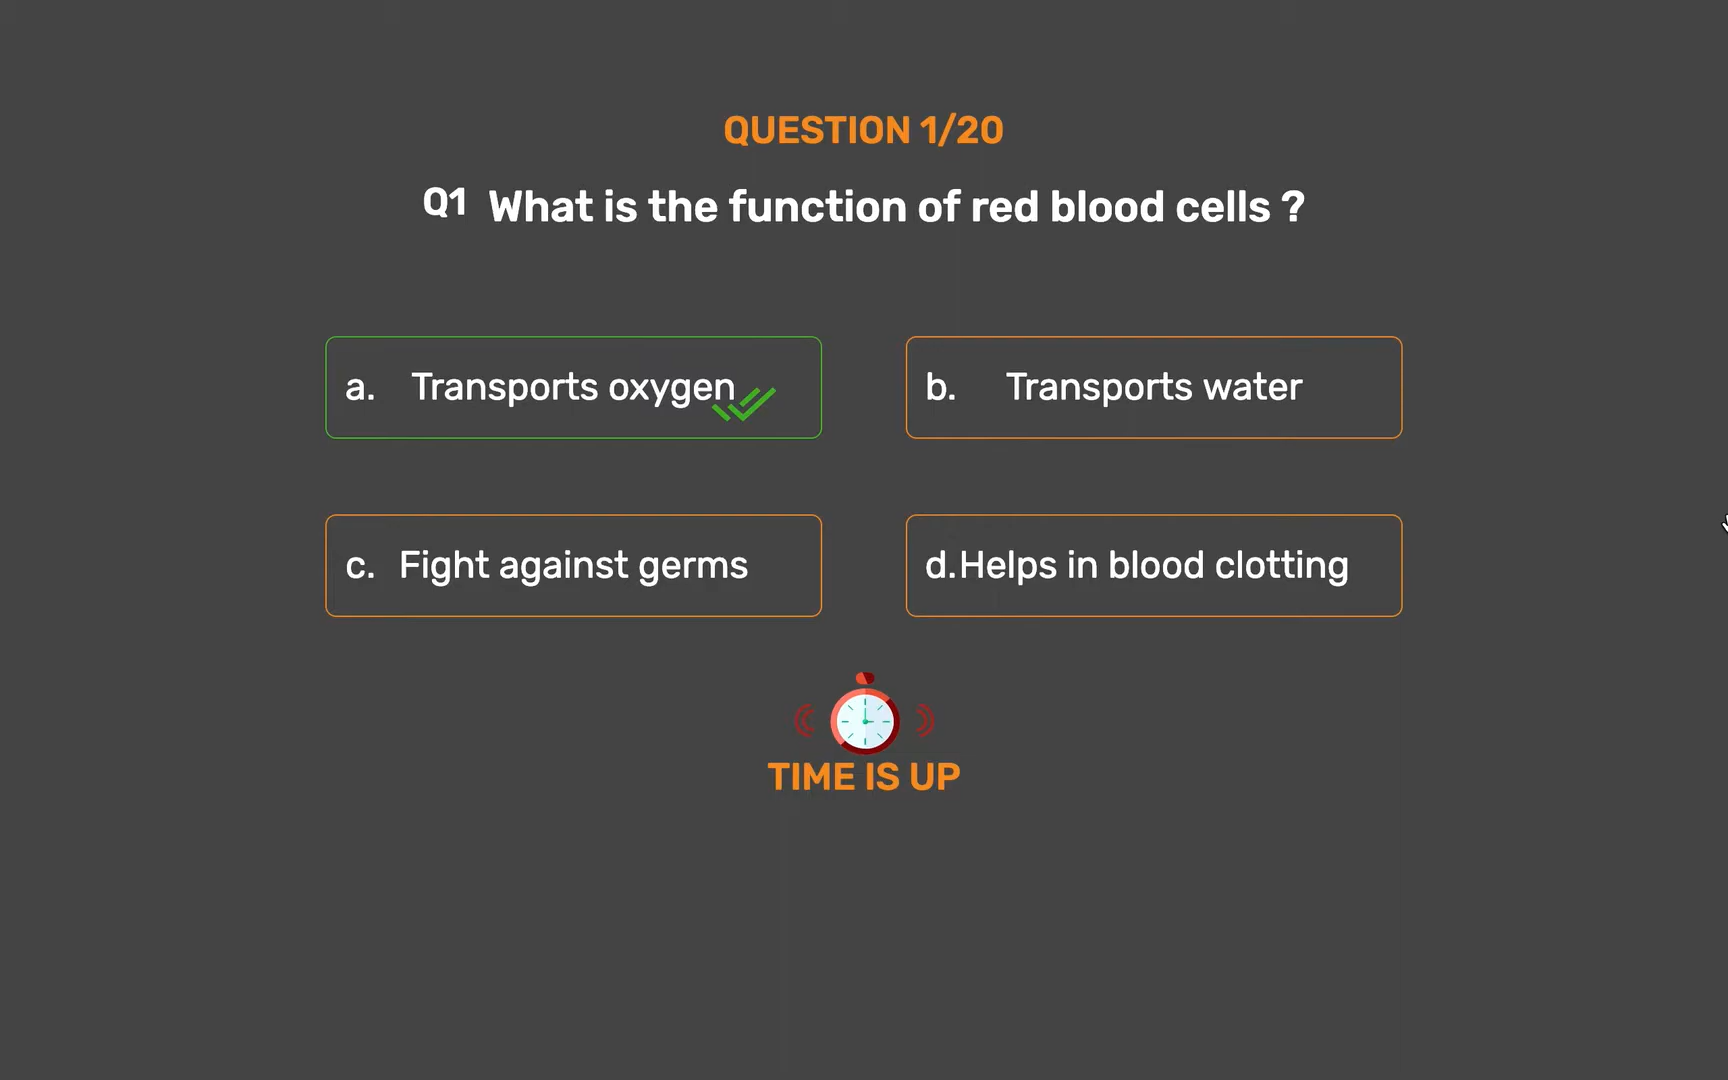 QUESTION 1/20
Q1 What is the function of red blood cells ?
a. Transports oxygen
b. Transports water
c. Fight against germs
d.Helps in blood clotting
TIME IS UP